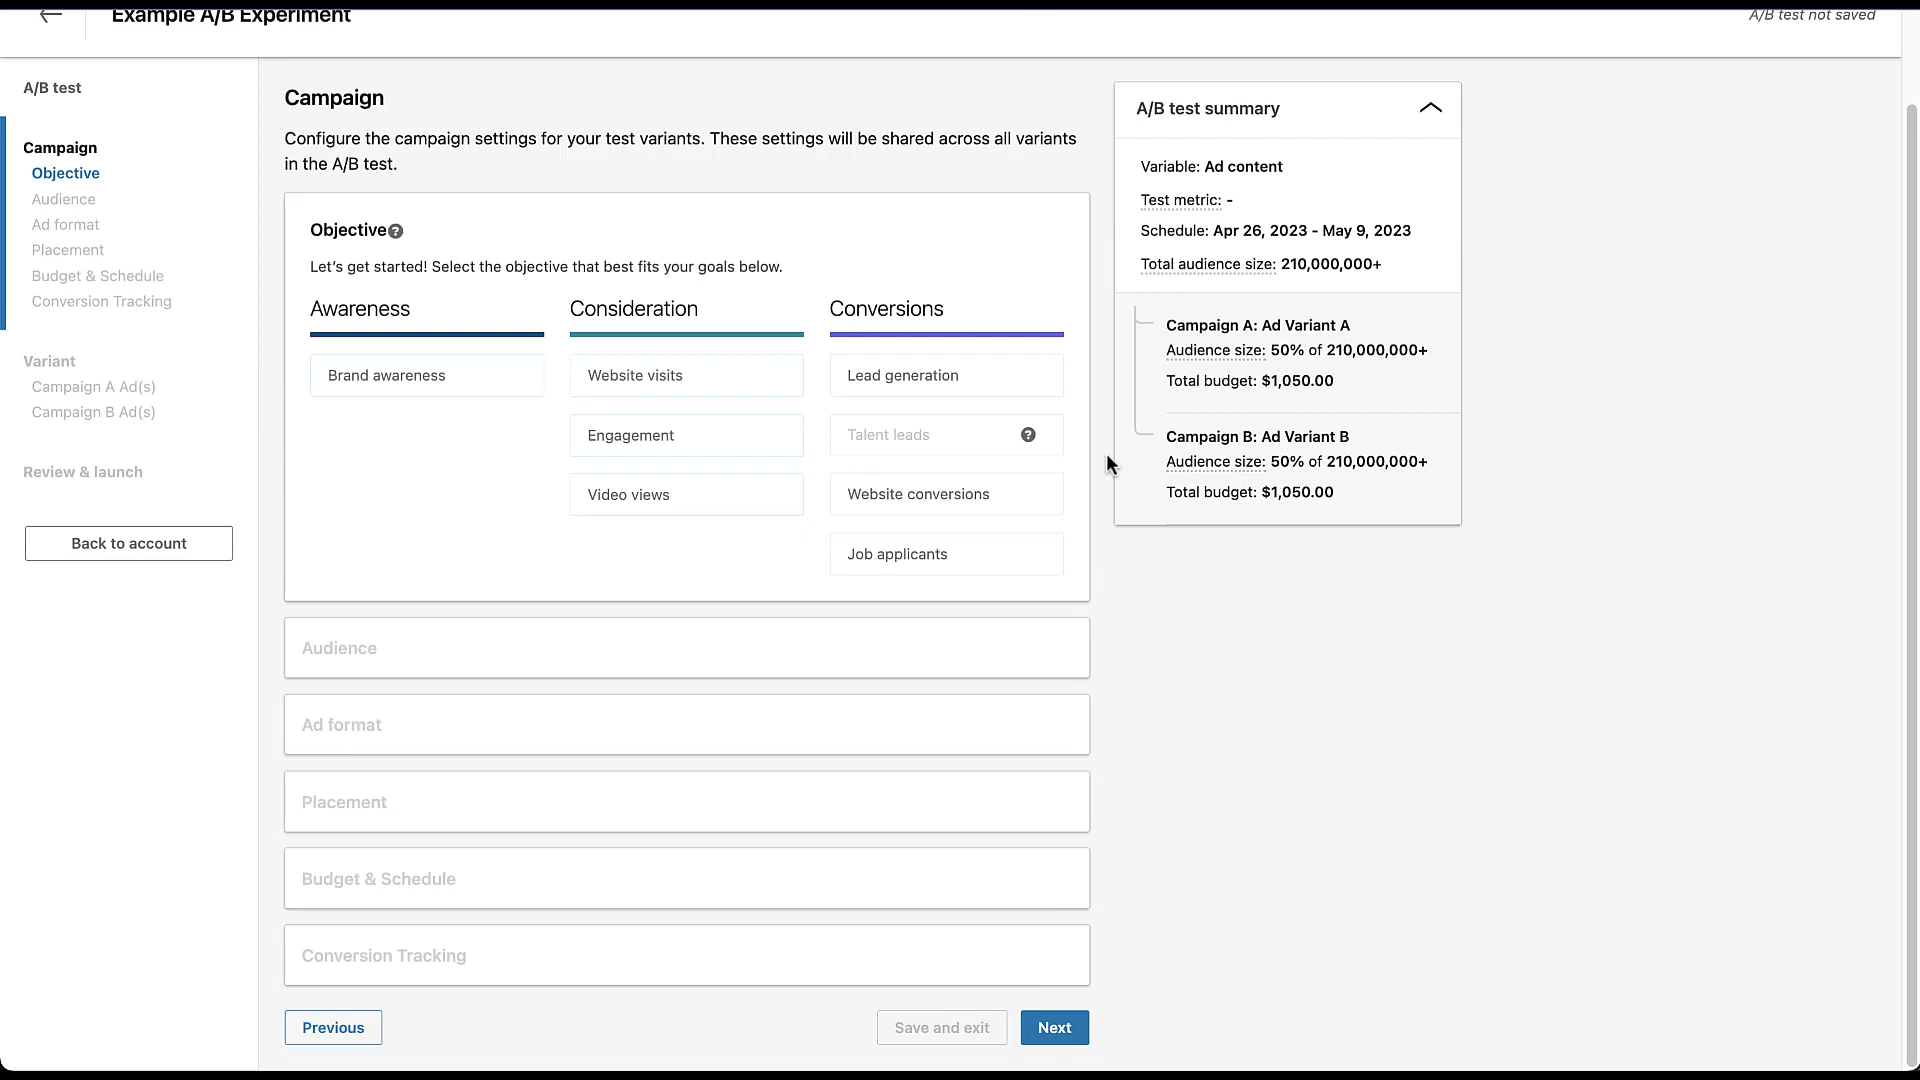 Example A/B Experiment
A/B test not saved
A/B test
Campaign
Objective
Audience
Ad format
Placement
Budget & Schedule
Conversion Tracking
Variant
Campaign A Ad(s)
Campaign B Ad(s)
Review & launch
Back to account
Campaign
Configure the campaign settings for your test variants. These settings will be shared across all variants
in the A/B test.
Objective?
Let's get started! Select the objective that best fits your goals below.
Awareness
Brand awareness
Consideration
Website visits
Engagement
Video views
Conversions
Lead generation
Talent leads ?
Website conversions
Job applicants
Audience
Ad format
Placement
Budget & Schedule
Conversion Tracking
Previous
Save and exit
Next
A/B test summary
Variable: Ad content
Test metric: -
Schedule: Apr 26, 2023 - May 9, 2023
Total audience size: 210,000,000+
Campaign A: Ad Variant A
Audience size: 50% of 210,000,000+
Total budget: $1,050.00
Campaign B: Ad Variant B
Audience size: 50% of 210,000,000+
Total budget: $1,050.00